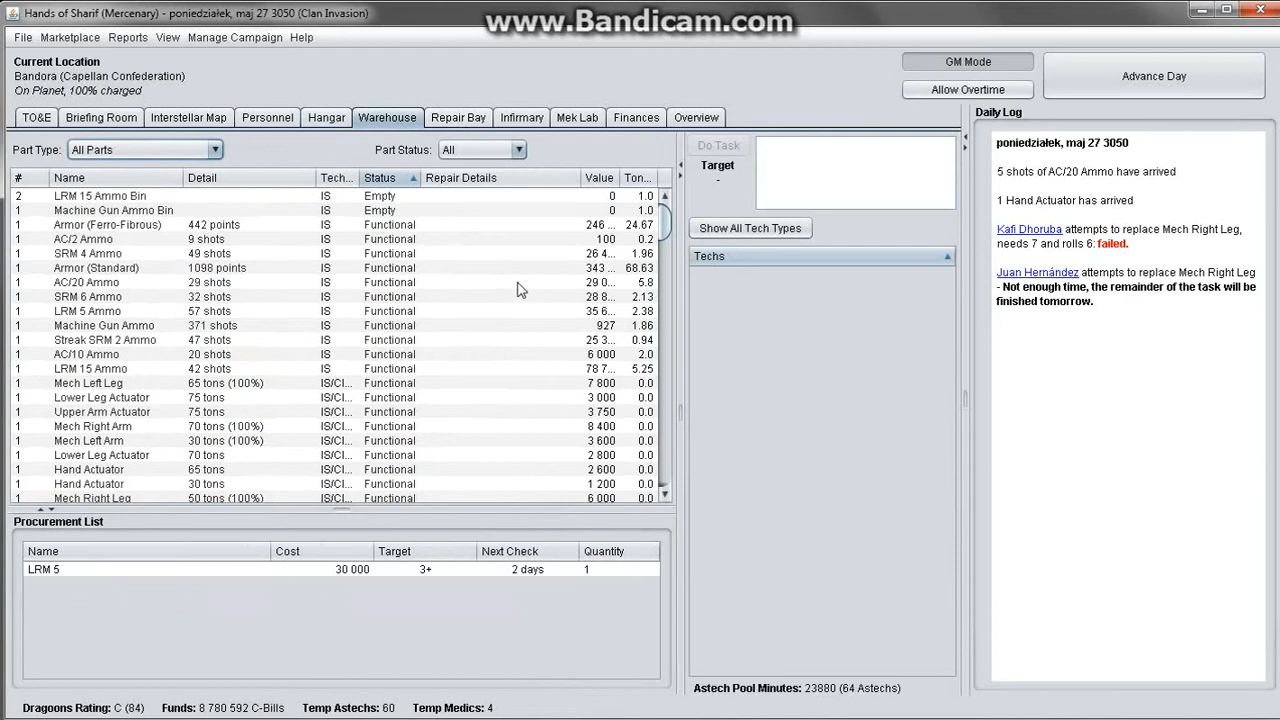 Hands of Sharif (Mercenary) - poniedziałek, maj 27 3050 (Clan Invasion)
www.Bandicam.com
File Marketplace Reports View Manage Campaign Help
Current Location
Bandora (Capellan Confederation)
On Planet, 100% charged
GM Mode
Allow Overtime
Advance Day
TO&E Briefing Room Interstellar Map Personnel Hangar Warehouse Repair Bay Infirmary Mek Lab Finances Overview
Part Type: All Parts Part Status: All
# Name Detail Tech... Status Repair Details Value Ton...
2 LRM 15 Ammo Bin IS Empty 0 1.0
1 Machine Gun Ammo Bin IS Empty 0 1.0
1 Armor (Ferro-Fibrous) 442 points IS Functional 246 ... 24.67
1 AC/2 Ammo 9 shots IS Functional 100 0.2
1 SRM 4 Ammo 49 shots IS Functional 26 4... 1.96
1 Armor (Standard) 1098 points IS Functional 343 ... 68.63
1 AC/20 Ammo 29 shots IS Functional 29 0... 5.8
1 SRM 6 Ammo 32 shots IS Functional 28 8... 2.13
1 LRM 5 Ammo 57 shots IS Functional 35 6... 2.38
1 Machine Gun Ammo 371 shots IS Functional 927 1.86
1 Streak SRM 2 Ammo 47 shots IS Functional 25 3... 0.94
1 AC/10 Ammo 20 shots IS Functional 6 000 2.0
1 LRM 15 Ammo 42 shots IS Functional 78 7... 5.25
1 Mech Left Leg 65 tons (100%) IS/Cl... Functional 7 800 0.0
1 Lower Leg Actuator 75 tons IS/Cl... Functional 3 000 0.0
1 Upper Arm Actuator 75 tons IS/Cl... Functional 3 750 0.0
1 Mech Right Arm 70 tons (100%) IS/Cl... Functional 8 400 0.0
1 Mech Left Arm 30 tons (100%) IS/Cl... Functional 3 600 0.0
1 Lower Leg Actuator 70 tons IS/Cl... Functional 2 800 0.0
1 Hand Actuator 65 tons IS/Cl... Functional 2 600 0.0
1 Hand Actuator 30 tons IS/Cl... Functional 1 200 0.0
1 Mech Right Leg 50 tons (100%) IS/Cl... Functional 6 000 0.0
Procurement List
Name Cost Target Next Check Quantity
LRM 5 30 000 3+ 2 days 1
Do Task
Target
-
Show All Tech Types
Techs
Astech Pool Minutes: 23880 (64 Astechs)
Daily Log
poniedziałek, maj 27 3050
5 shots of AC/20 Ammo have arrived
1 Hand Actuator has arrived
Kafi Dhoruba attempts to replace Mech Right Leg,
needs 7 and rolls 6: failed.
Juan Hernández attempts to replace Mech Right Leg
- Not enough time, the remainder of the task will be
finished tomorrow.
Dragoons Rating: C (84) Funds: 8 780 592 C-Bills Temp Astechs: 60 Temp Medics: 4